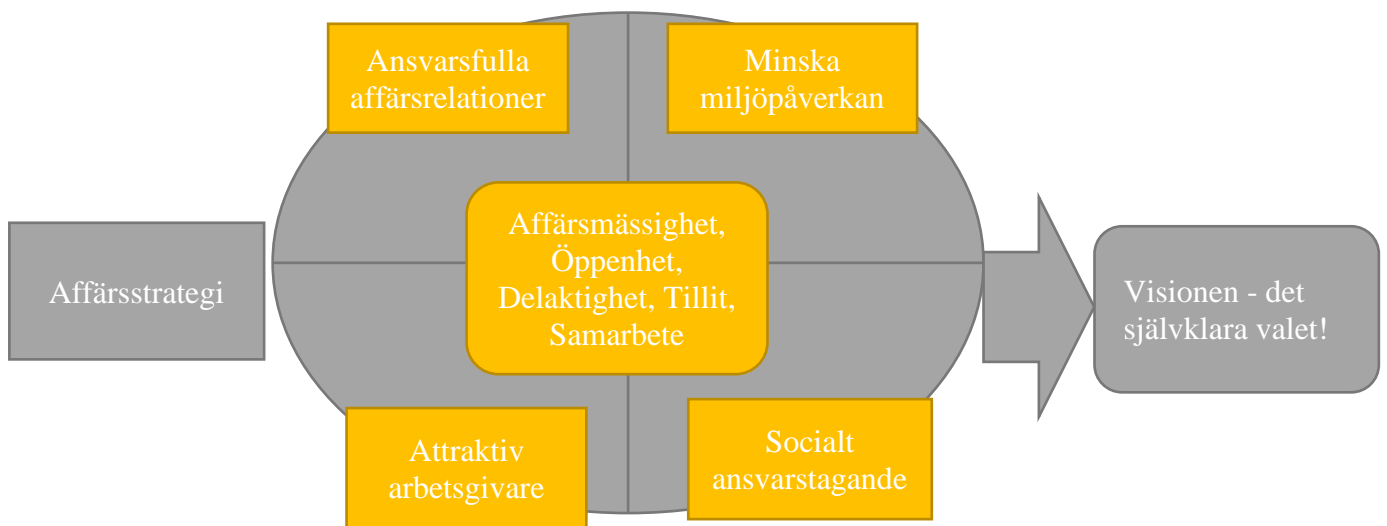 Ansvarsfulla
affärsrelationer
Minska
miljöpåverkan
Affärsstrategi
Affärsmässighet,
Öppenhet,
Delaktighet, Tillit,
Samarbete
Visionen - det
självklara valet!
Attraktiv
arbetsgivare
Socialt
ansvarstagande